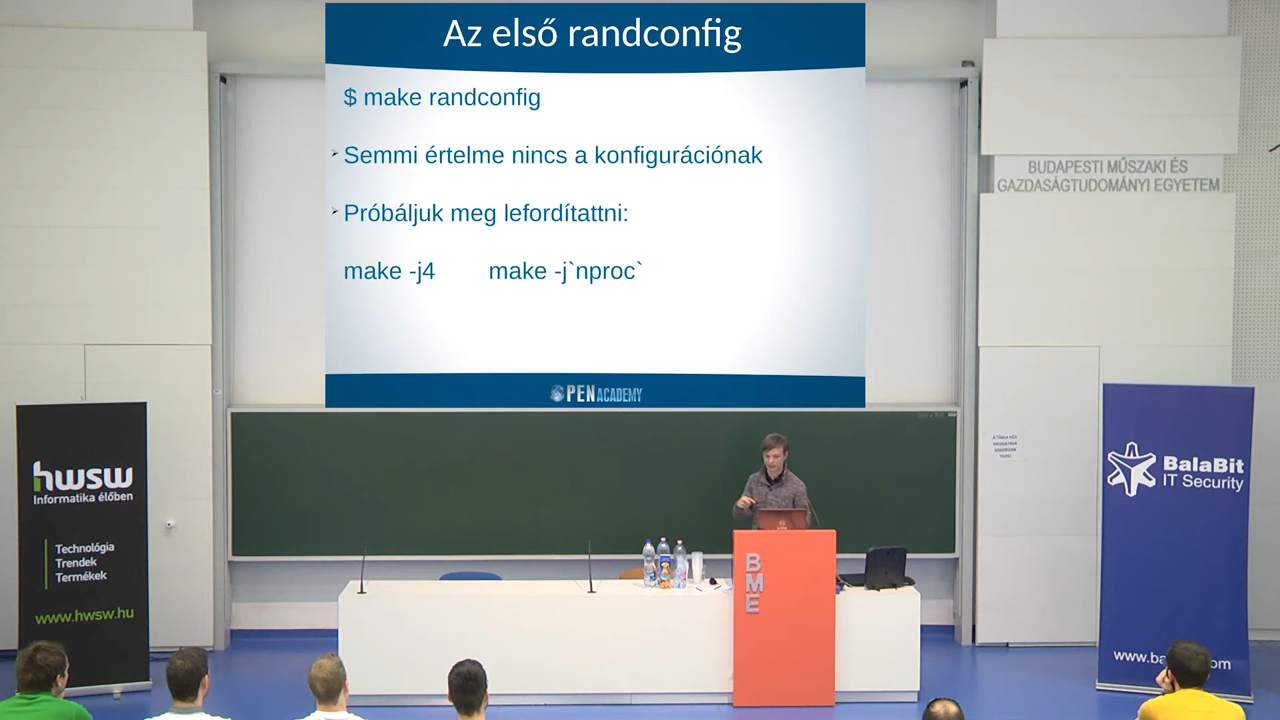 Az első randconfig
$ make randconfig
Semmi értelme nincs a konfigurációnak
Próbáljuk meg lefordítattni:
make -j4 make -j`nproc`
OPEN ACADEMY
BUDAPESTI MŰSZAKI ÉS
GAZDASÁGTUDOMÁNYI EGYETEM
hwsw
Informatika élőben
Technológia
Trendek
Termékek
www.hwsw.hu
BME
BalaBit
IT Security